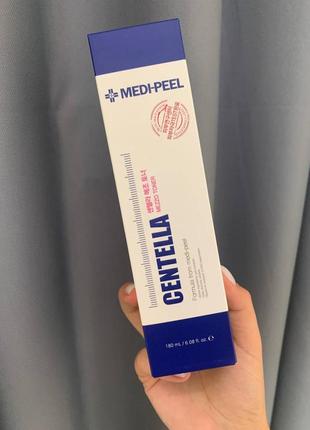 MEDI-PEEL
센텔라 메조 토너
MEZZO TONER
CENTELLA
Formula from medi-peel
180 mL / 6.08 fl. oz. ℮